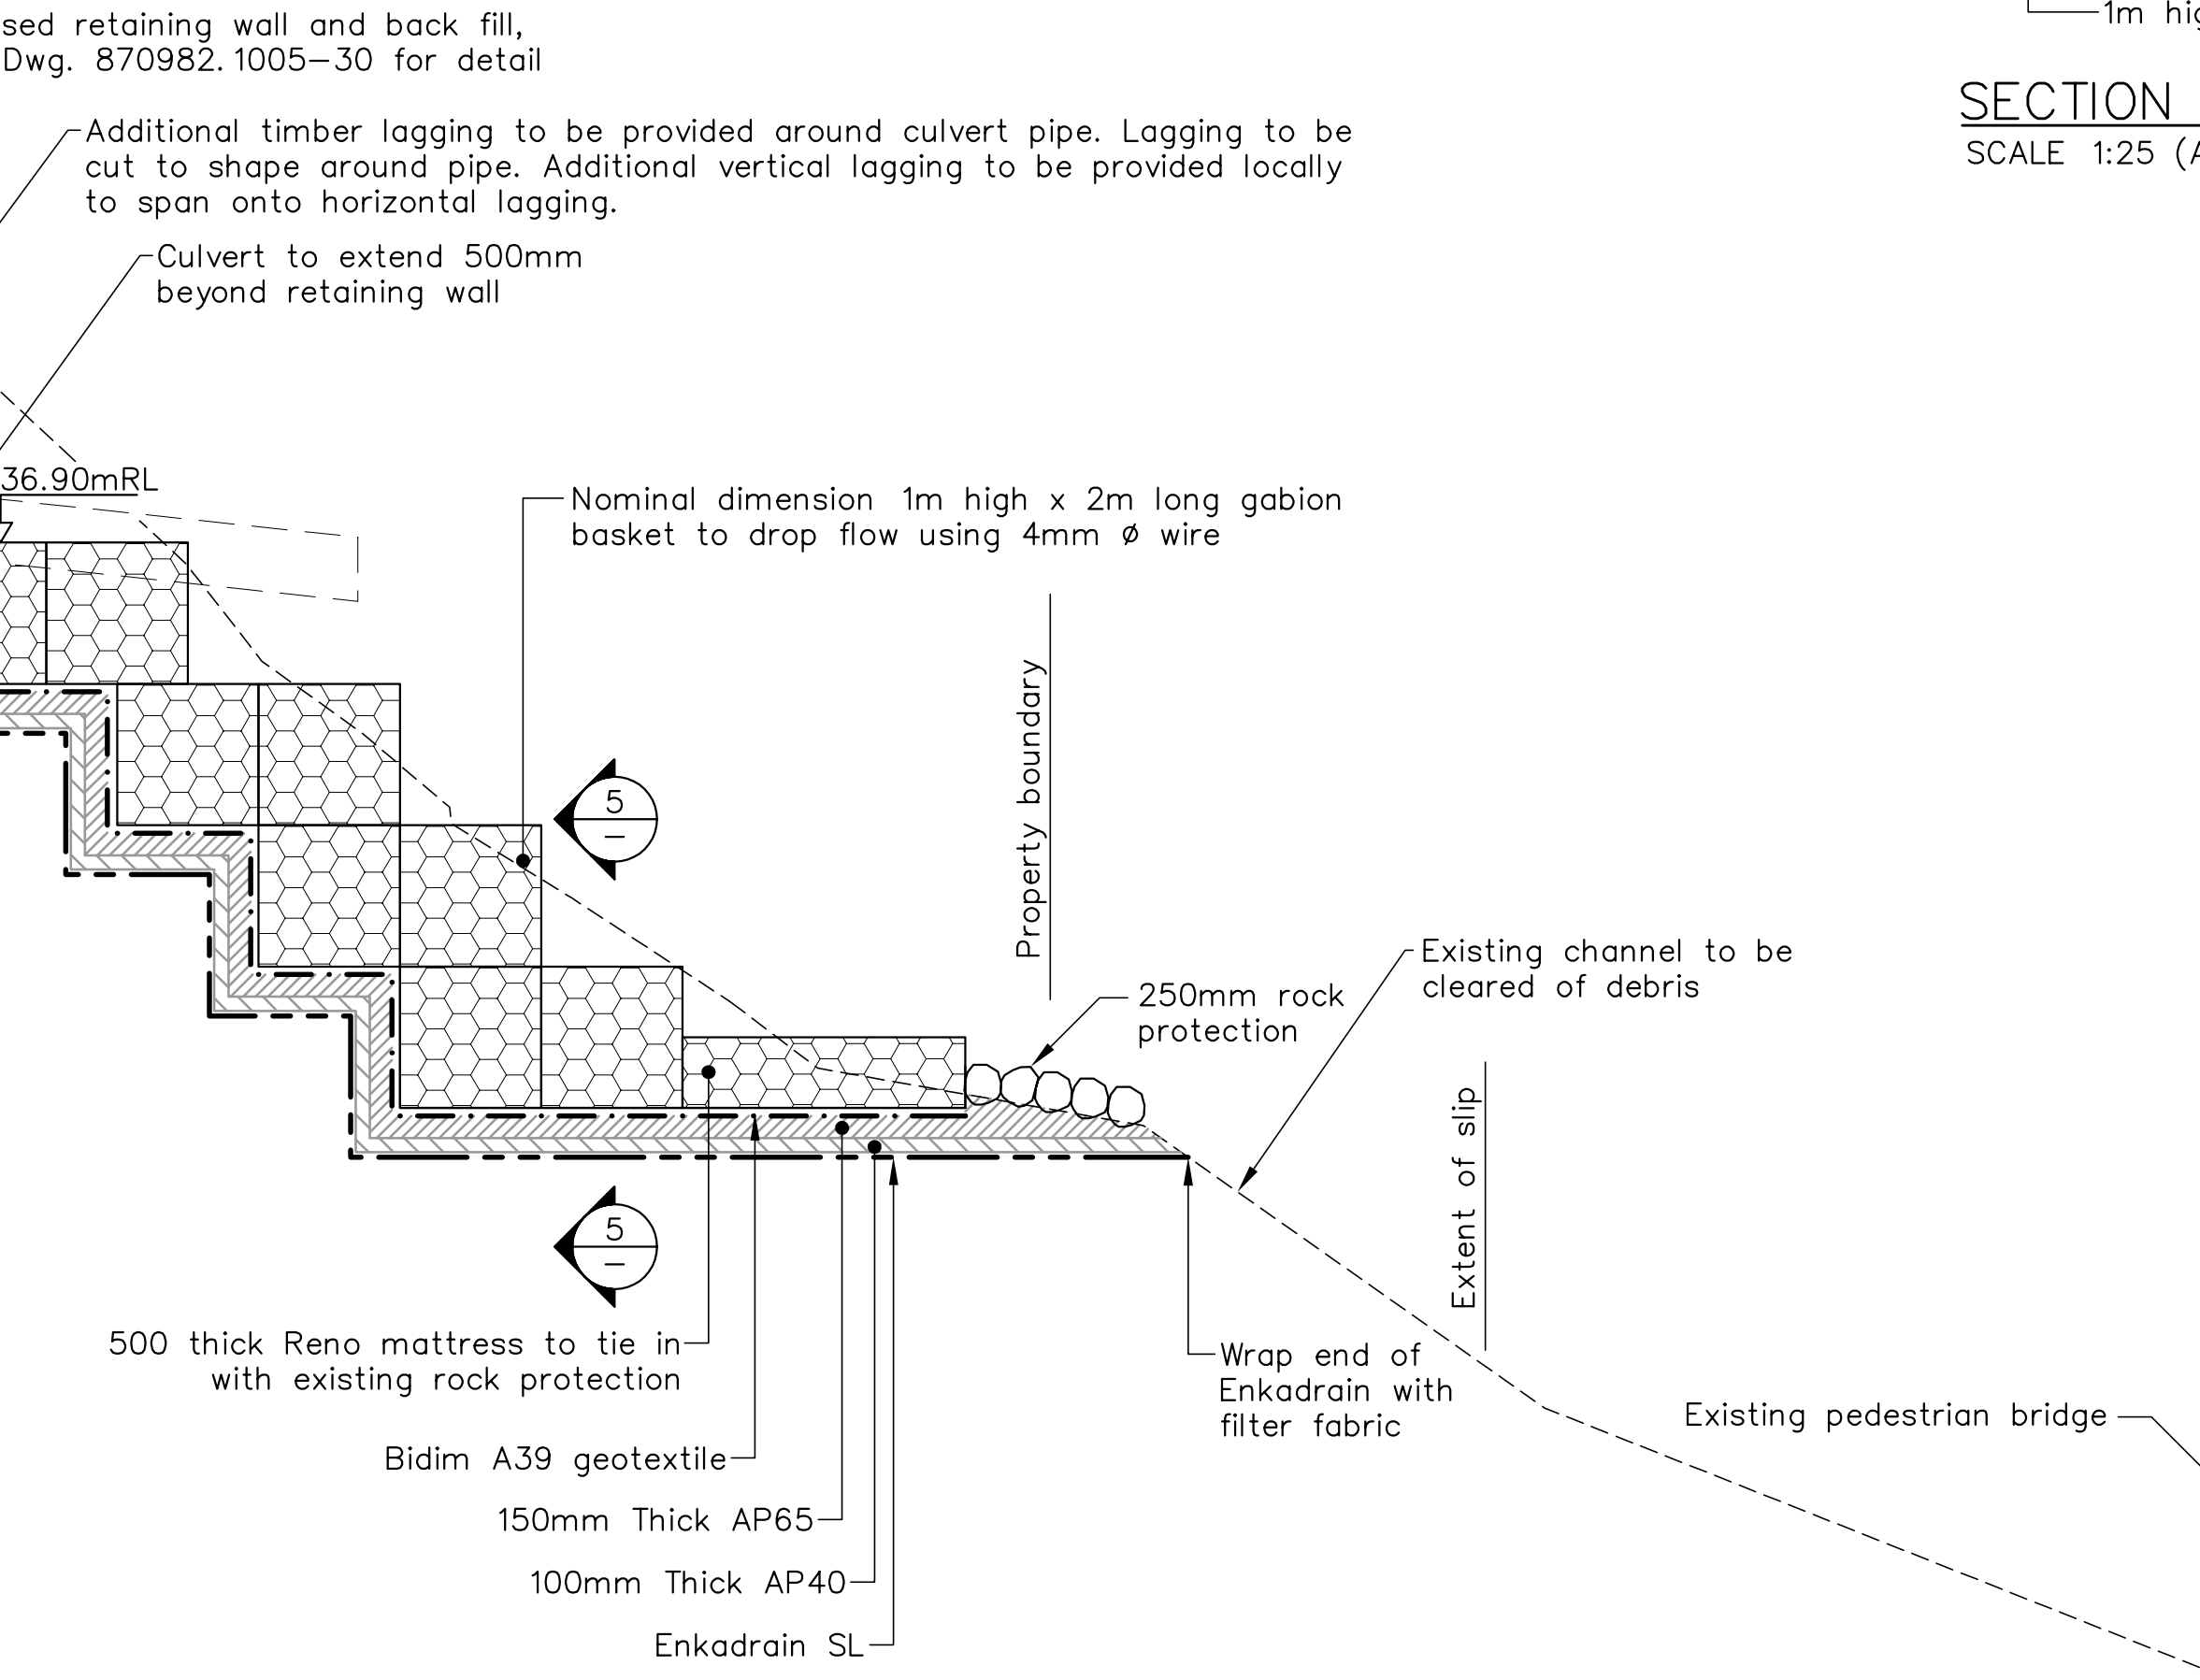 sed retaining wall and back fill,
Dwg. 870982.1005-30 for detail
1m hig
SECTION
SCALE 1:25 (A
Additional timber lagging to be provided around culvert pipe. Lagging to be
cut to shape around pipe. Additional vertical lagging to be provided locally
to span onto horizontal lagging.
Culvert to extend 500mm
beyond retaining wall
36.90mRL
Nominal dimension 1m high x 2m long gabion
basket to drop flow using 4mm Ø wire
Property boundary
5
–
Existing channel to be
cleared of debris
250mm rock
protection
Extent of slip
5
–
500 thick Reno mattress to tie in
with existing rock protection
Wrap end of
Enkadrain with
filter fabric
Existing pedestrian bridge
Bidim A39 geotextile
150mm Thick AP65
100mm Thick AP40
Enkadrain SL